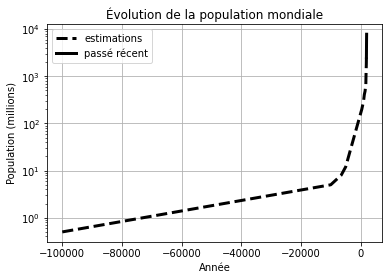 Évolution de la population mondiale
estimations
passé récent
Population (millions)
10⁴
10³
10²
10¹
10⁰
−100000 −80000 −60000 −40000 −20000 0
Année